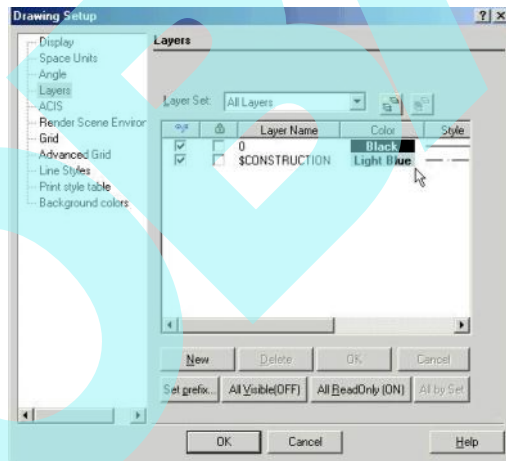 Drawing Setup
Display
Space Units
Angle
Layers
ACIS
Render Scene Environ
Grid
Advanced Grid
Line Styles
Print style table
Background colors
Layers
Layer Set: All Layers
Layer Name Color Style
0 Black
$CONSTRUCTION Light Blue
New Delete OK Cancel
Set prefix... All Visible(OFF) All ReadOnly (ON) All by Set
OK Cancel Help